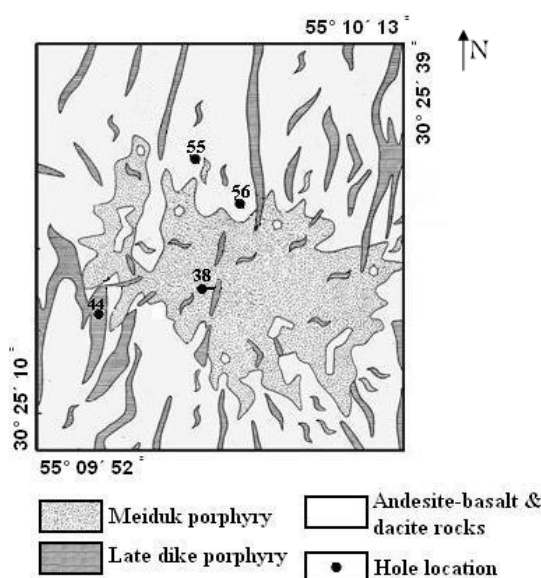 55° 10´ 13 ̎
N
30° 25´ 39 ̎
55
56
38
44
30° 25´ 10 ̎
55° 09´ 52 ̎
Meiduk porphyry
Andesite-basalt &
dacite rocks
Late dike porphyry
Hole location